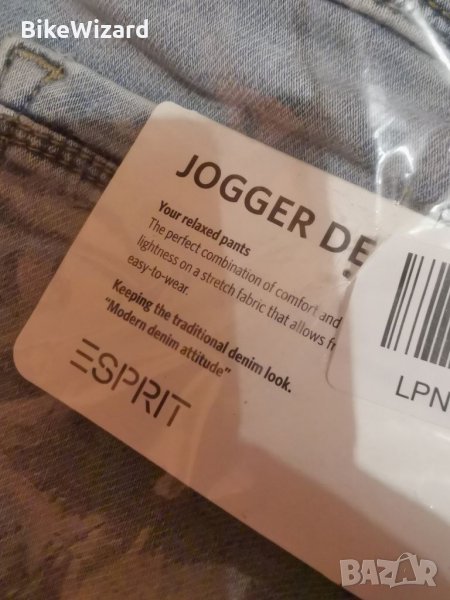 BikeWizard
JOGGER DE
Your relaxed pants
The perfect combination of comfort and
lightness on a stretch fabric that allows
easy-to-wear.
Keeping the traditional denim look.
"Modern denim attitude"
ESPRIT
LPN
BAZAR